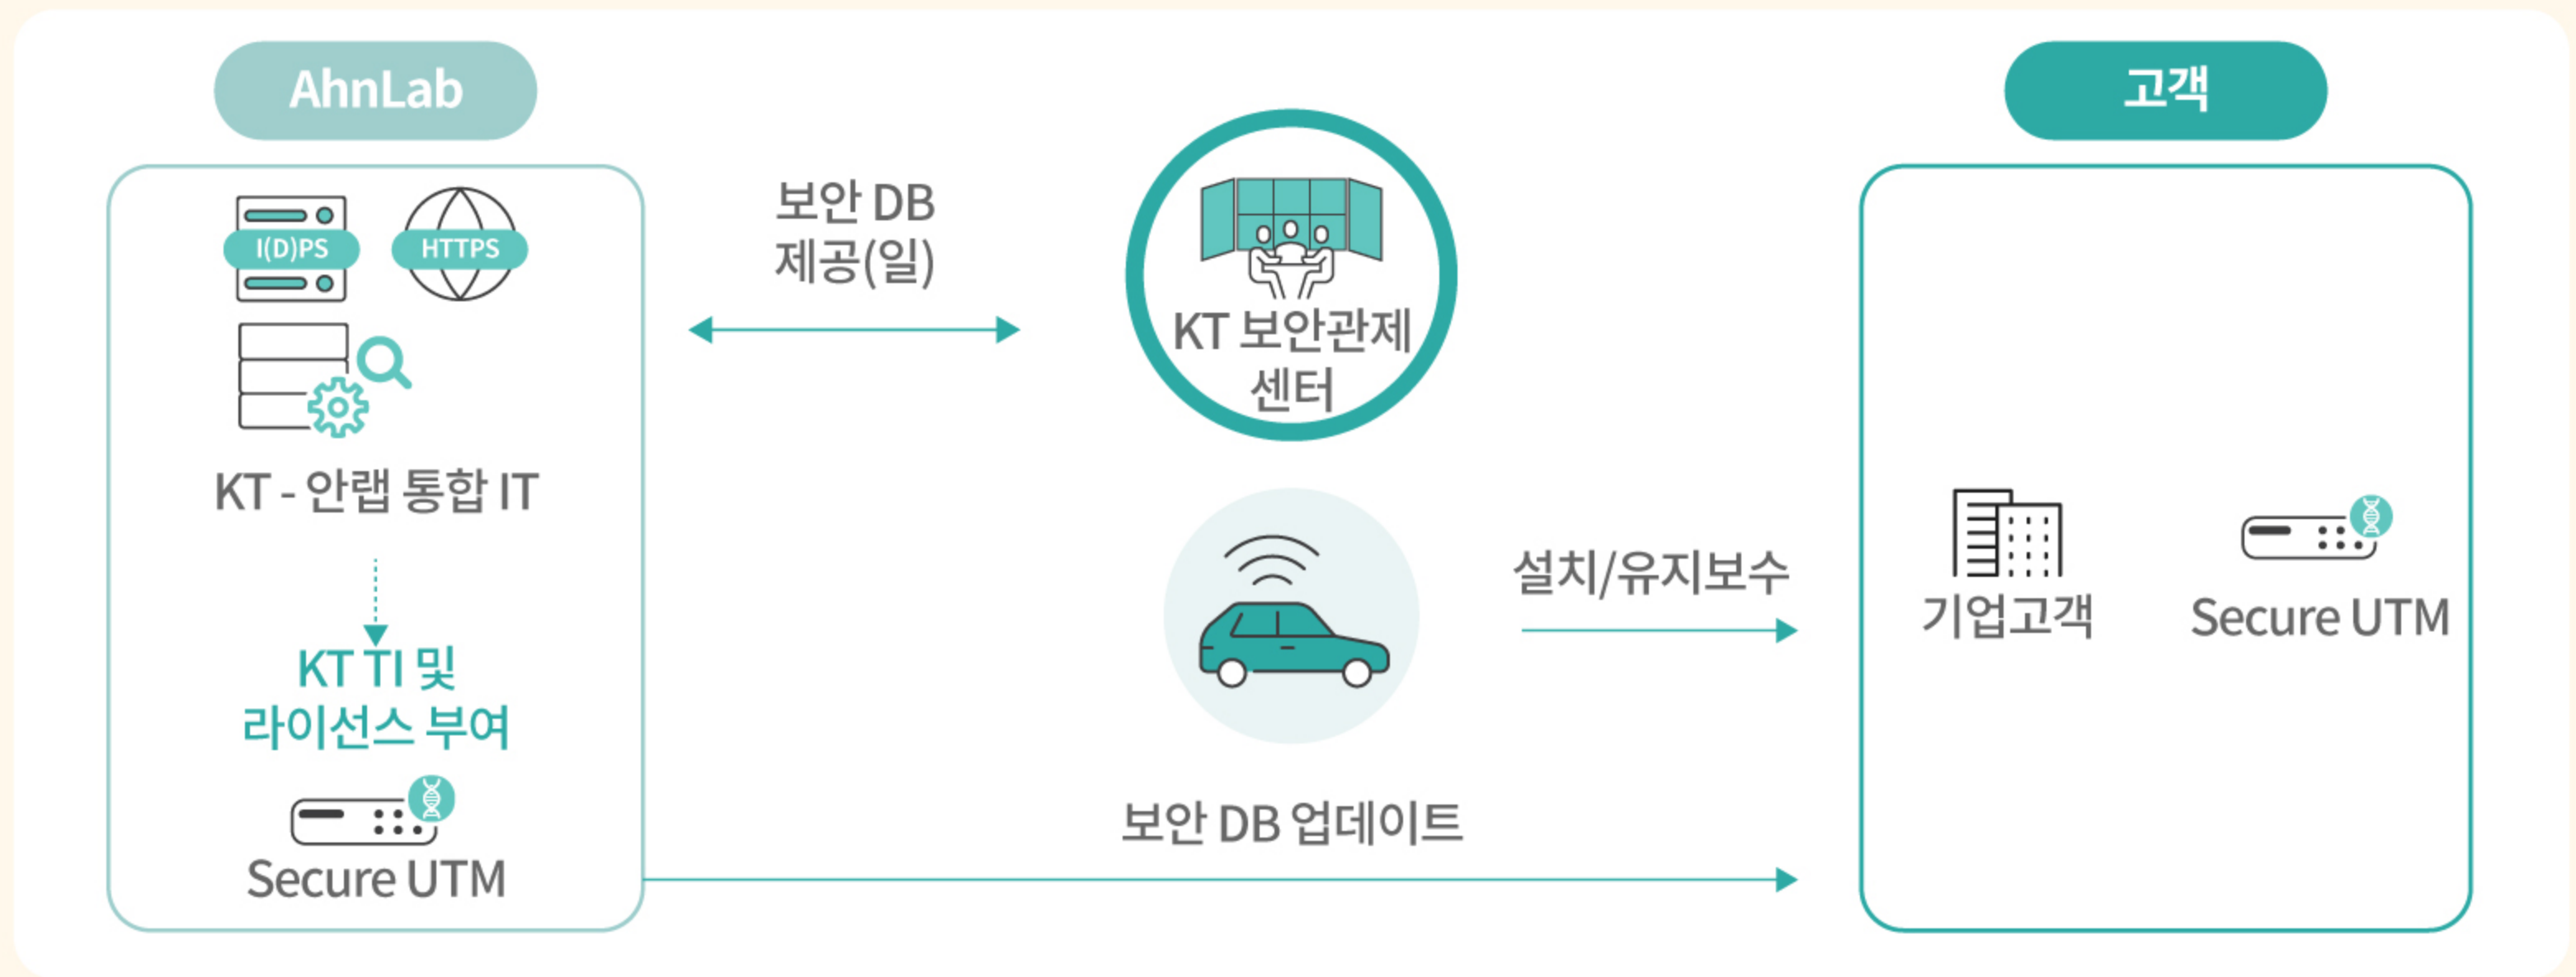 AhnLab
I(D)PS
HTTPS
KT - 안랩 통합 IT
KT TI 및
라이선스 부여
Secure UTM
보안 DB
제공(일)
KT 보안관제
센터
설치/유지보수
보안 DB 업데이트
고객
기업고객
Secure UTM